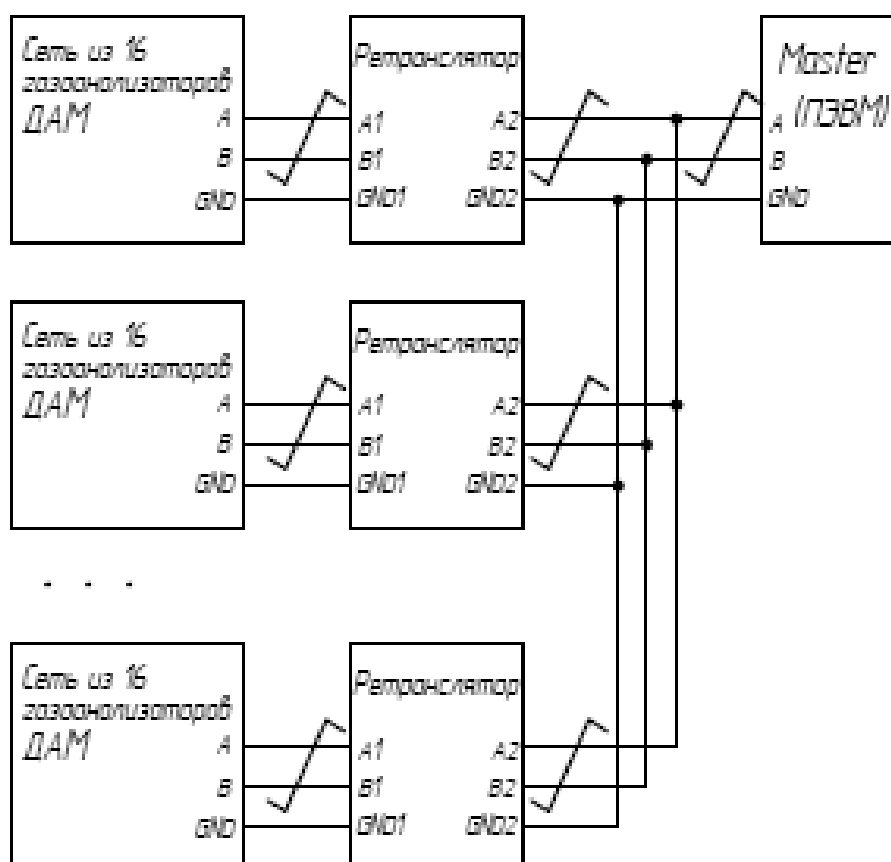 Сеть из 16
газоанализаторов
ДАМ
A
B
GND
Ретранслятор
A1
B1
GND1
A2
B2
GND2
Master
(ПЭВМ)
A
B
GND
Сеть из 16
газоанализаторов
ДАМ
A
B
GND
Ретранслятор
A1
B1
GND1
A2
B2
GND2
. . .
Сеть из 16
газоанализаторов
ДАМ
A
B
GND
Ретранслятор
A1
B1
GND1
A2
B2
GND2